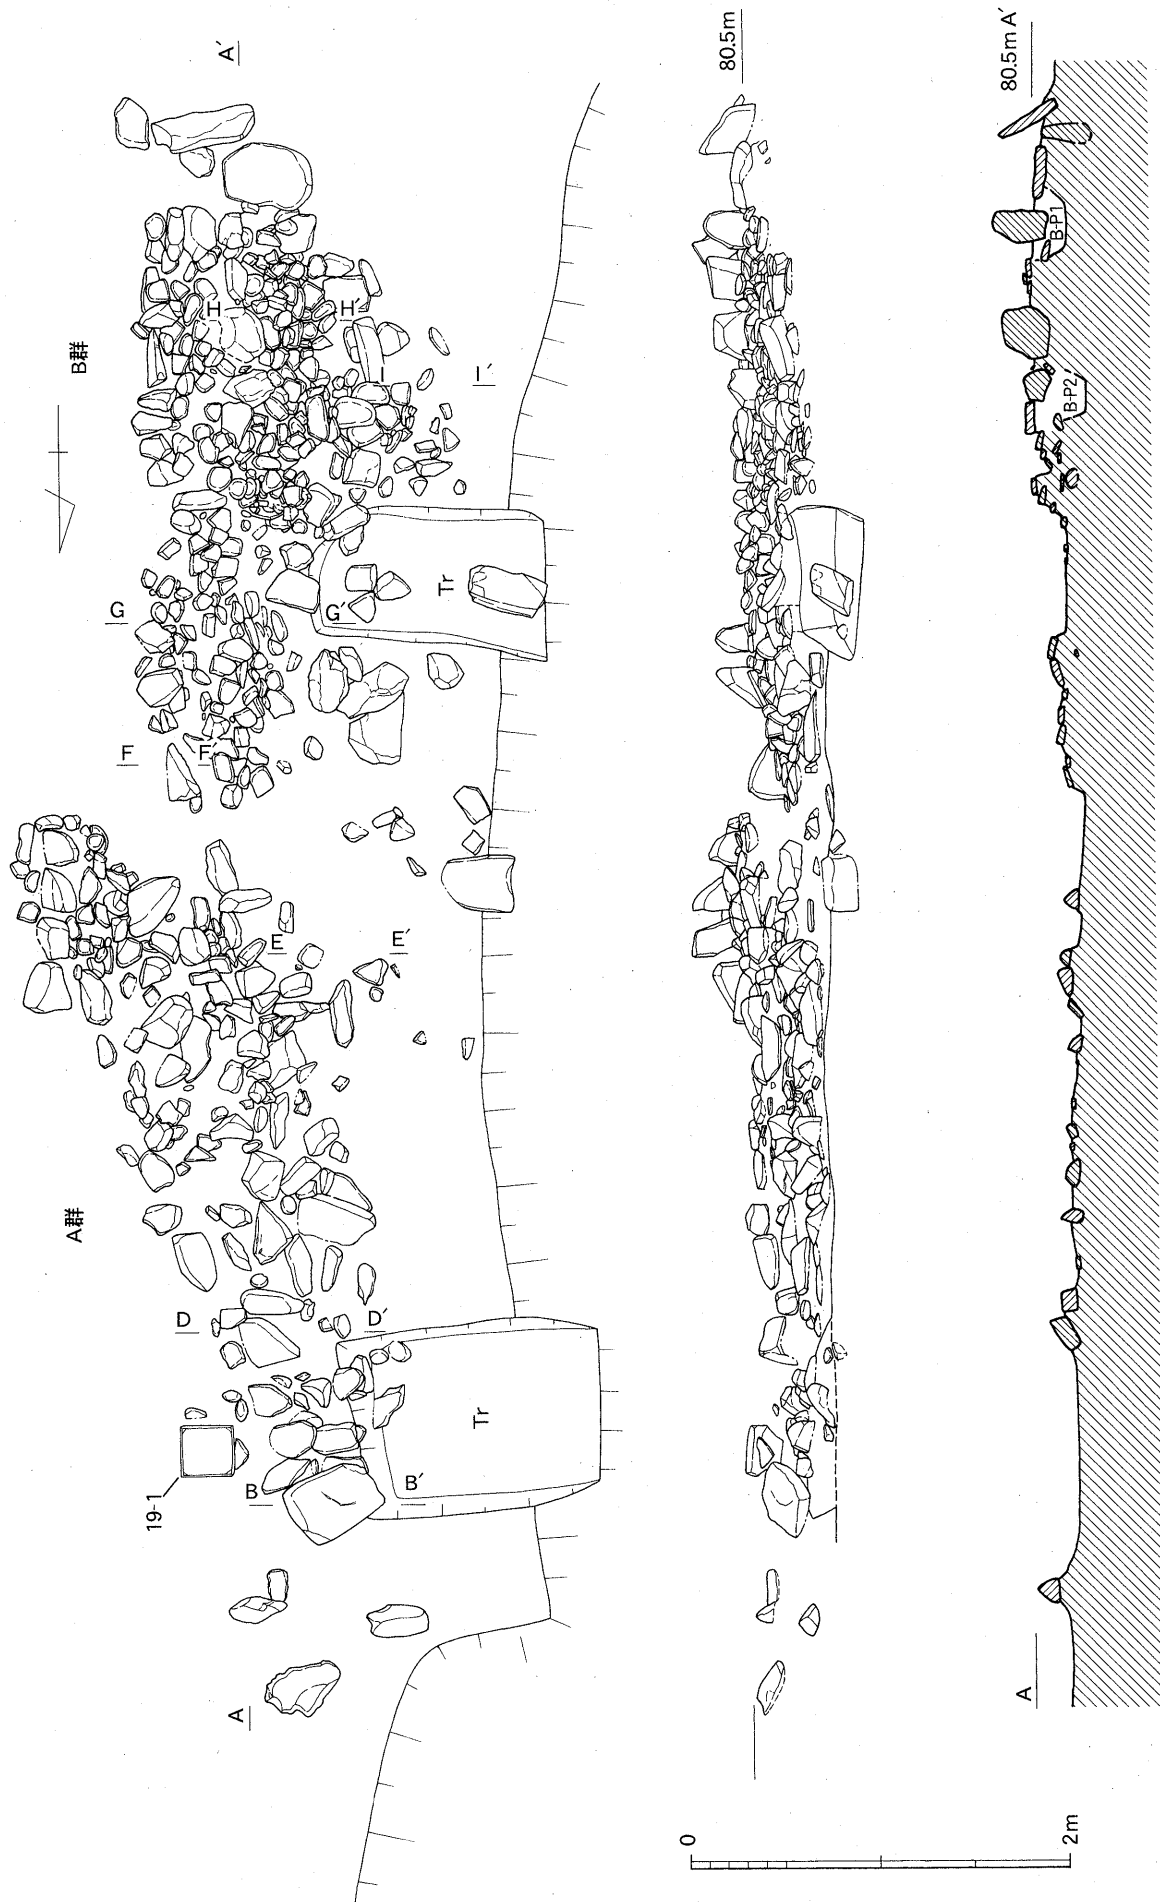 A′
80.5m
80.5m A′
B群
H
H′
I
I′
B-P1
B-P2
G
G′
Tr
F
F′
E
E′
A群
D
D′
Tr
B
B′
19-1
A
A
0
2m